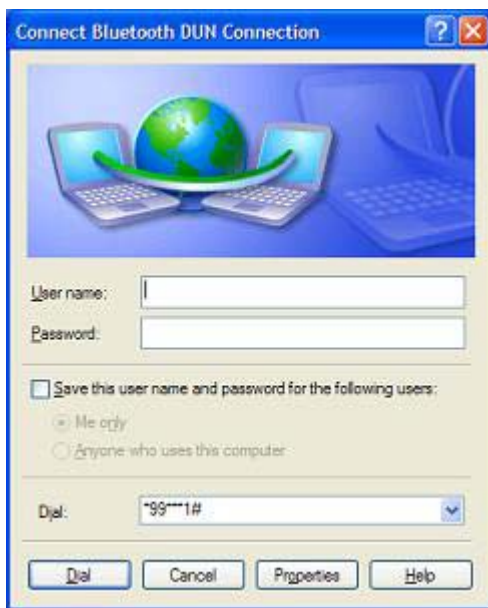 Connect Bluetooth DUN Connection
User name:
Password:
Save this user name and password for the following users:
Me only
Anyone who uses this computer
Dial: *99***1#
Dial Cancel Properties Help